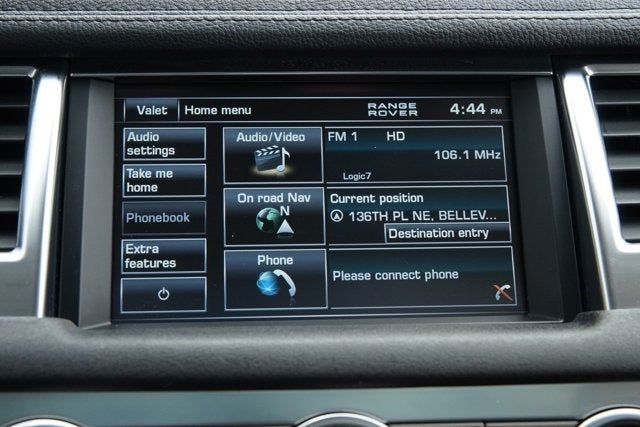 Valet Home menu RANGE ROVER 4:44 PM
Audio settings
Take me home
Phonebook
Extra features
Audio/Video
FM 1 HD
106.1 MHz
Logic7
On road Nav
N
Current position
136TH PL NE, BELLEV...
Destination entry
Phone
Please connect phone